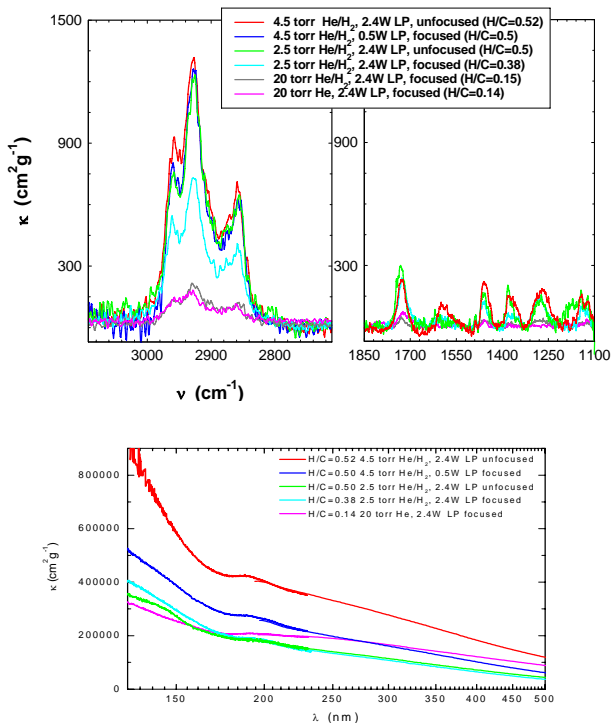 4.5 torr He/H2, 2.4W LP, unfocused (H/C=0.52)
4.5 torr He/H2, 0.5W LP, focused (H/C=0.5)
2.5 torr He/H2, 2.4W LP, unfocused (H/C=0.5)
2.5 torr He/H2, 2.4W LP, focused (H/C=0.38)
20 torr He/H2, 2.4W LP, focused (H/C=0.15)
20 torr He, 2.4W LP, focused (H/C=0.14)
1500
900
300
900
300
κ (cm2g-1)
3000 2900 2800
1850 1700 1550 1400 1250 1100
ν (cm-1)
H/C=0.52 4.5 torr He/H2, 2.4W LP unfocused
H/C=0.50 4.5 torr He/H2, 0.5W LP focused
H/C=0.50 2.5 torr He/H2, 2.4W LP unfocused
H/C=0.38 2.5 torr He/H2, 2.4W LP focused
H/C=0.14 20 torr He, 2.4W LP focused
800000
600000
400000
200000
0
κ (cm2g-1)
150 200 250 300 350 400 450 500
λ (nm)